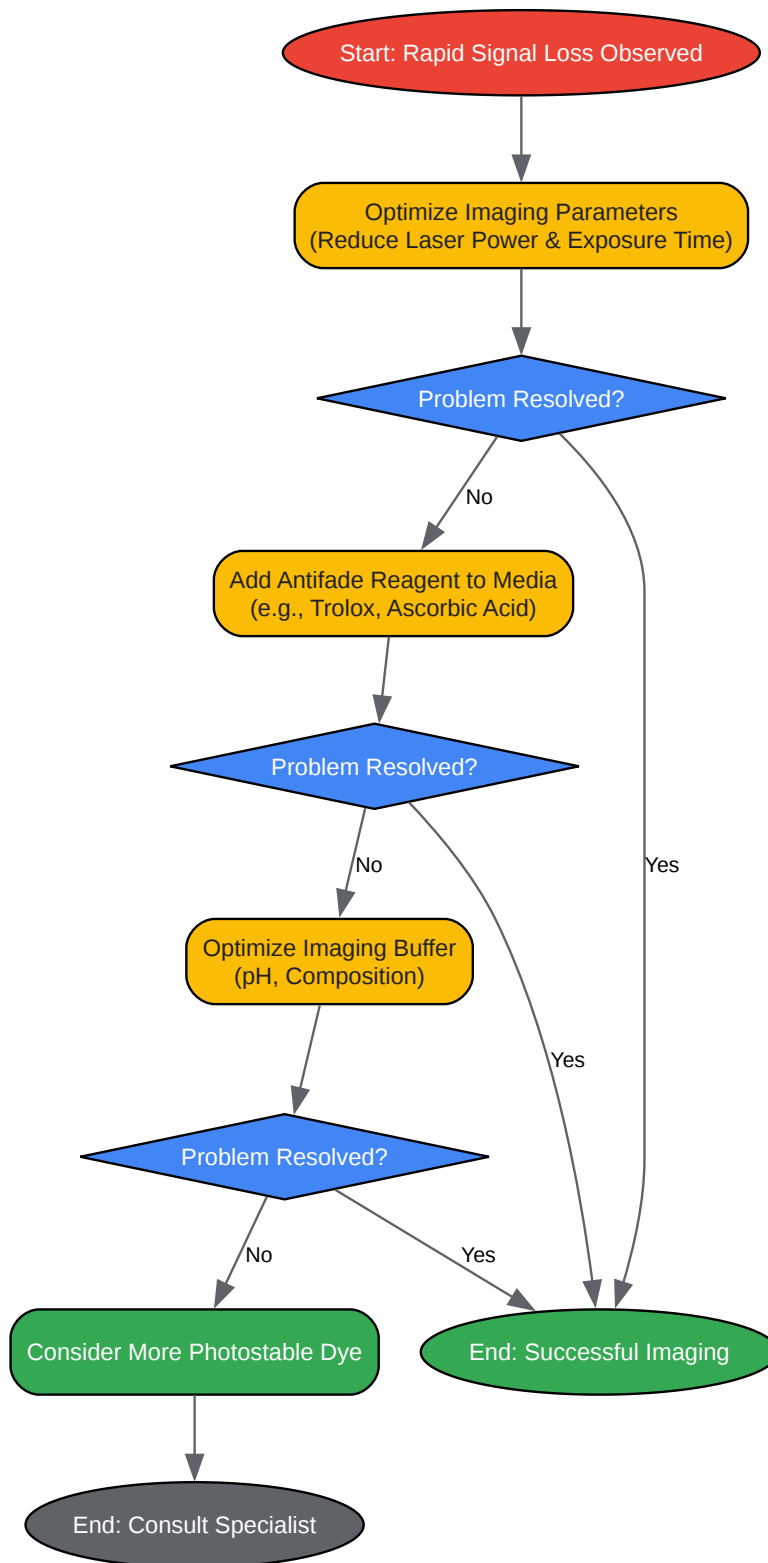 Start: Rapid Signal Loss Observed
Optimize Imaging Parameters
(Reduce Laser Power & Exposure Time)
Problem Resolved?
No
Add Antifade Reagent to Media
(e.g., Trolox, Ascorbic Acid)
Problem Resolved?
No
Yes
Optimize Imaging Buffer
(pH, Composition)
Yes
Problem Resolved?
No
Yes
Consider More Photostable Dye
End: Successful Imaging
End: Consult Specialist